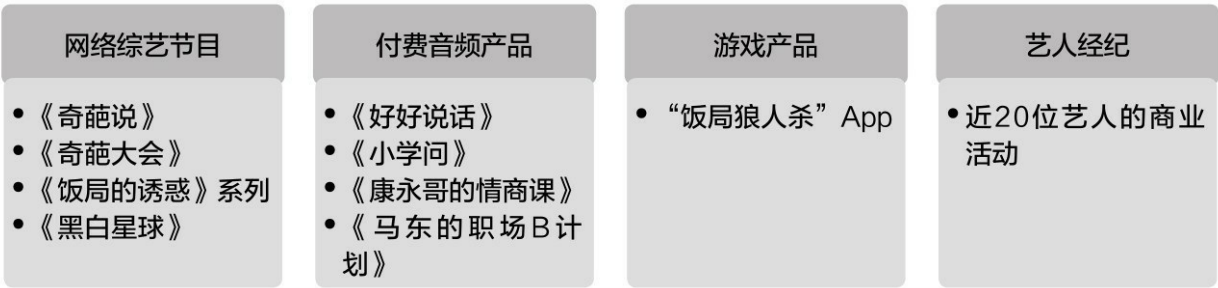 网络综艺节目
• 《奇葩说》
• 《奇葩大会》
• 《饭局的诱惑》系列
• 《黑白星球》
付费音频产品
• 《好好说话》
• 《小学问》
• 《康永哥的情商课》
• 《马东的职场B计
划》
游戏产品
• “饭局狼人杀”App
艺人经纪
• 近20位艺人的商业
活动